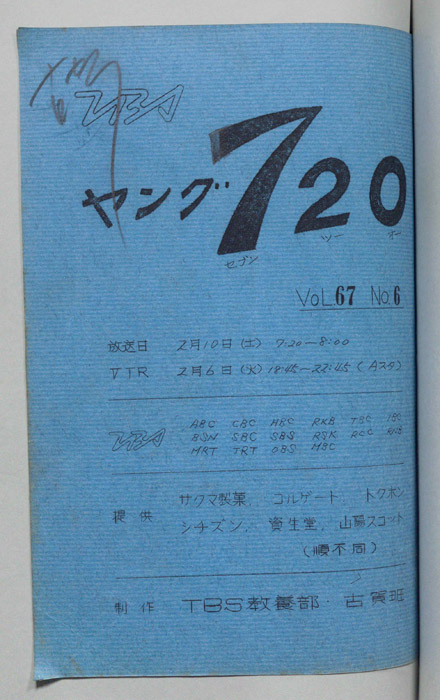 TBS
ヤング720
セブン ツー オー
VOL.67 No.6
放送日 2月10日(土) 7:20〜8:00
VTR 2月6日(火) 18:45〜22:45(Aスタ)
TBS
ABC CBC HBC RKB TBC IBC
BSN SBC SBS RSK RCC
MRT TRT OBS MBC
提供 サクマ製菓、コルゲート トクホン
シチズン、資生堂、山陽スコット
(順不同)
制作 TBS教養部・古賀班